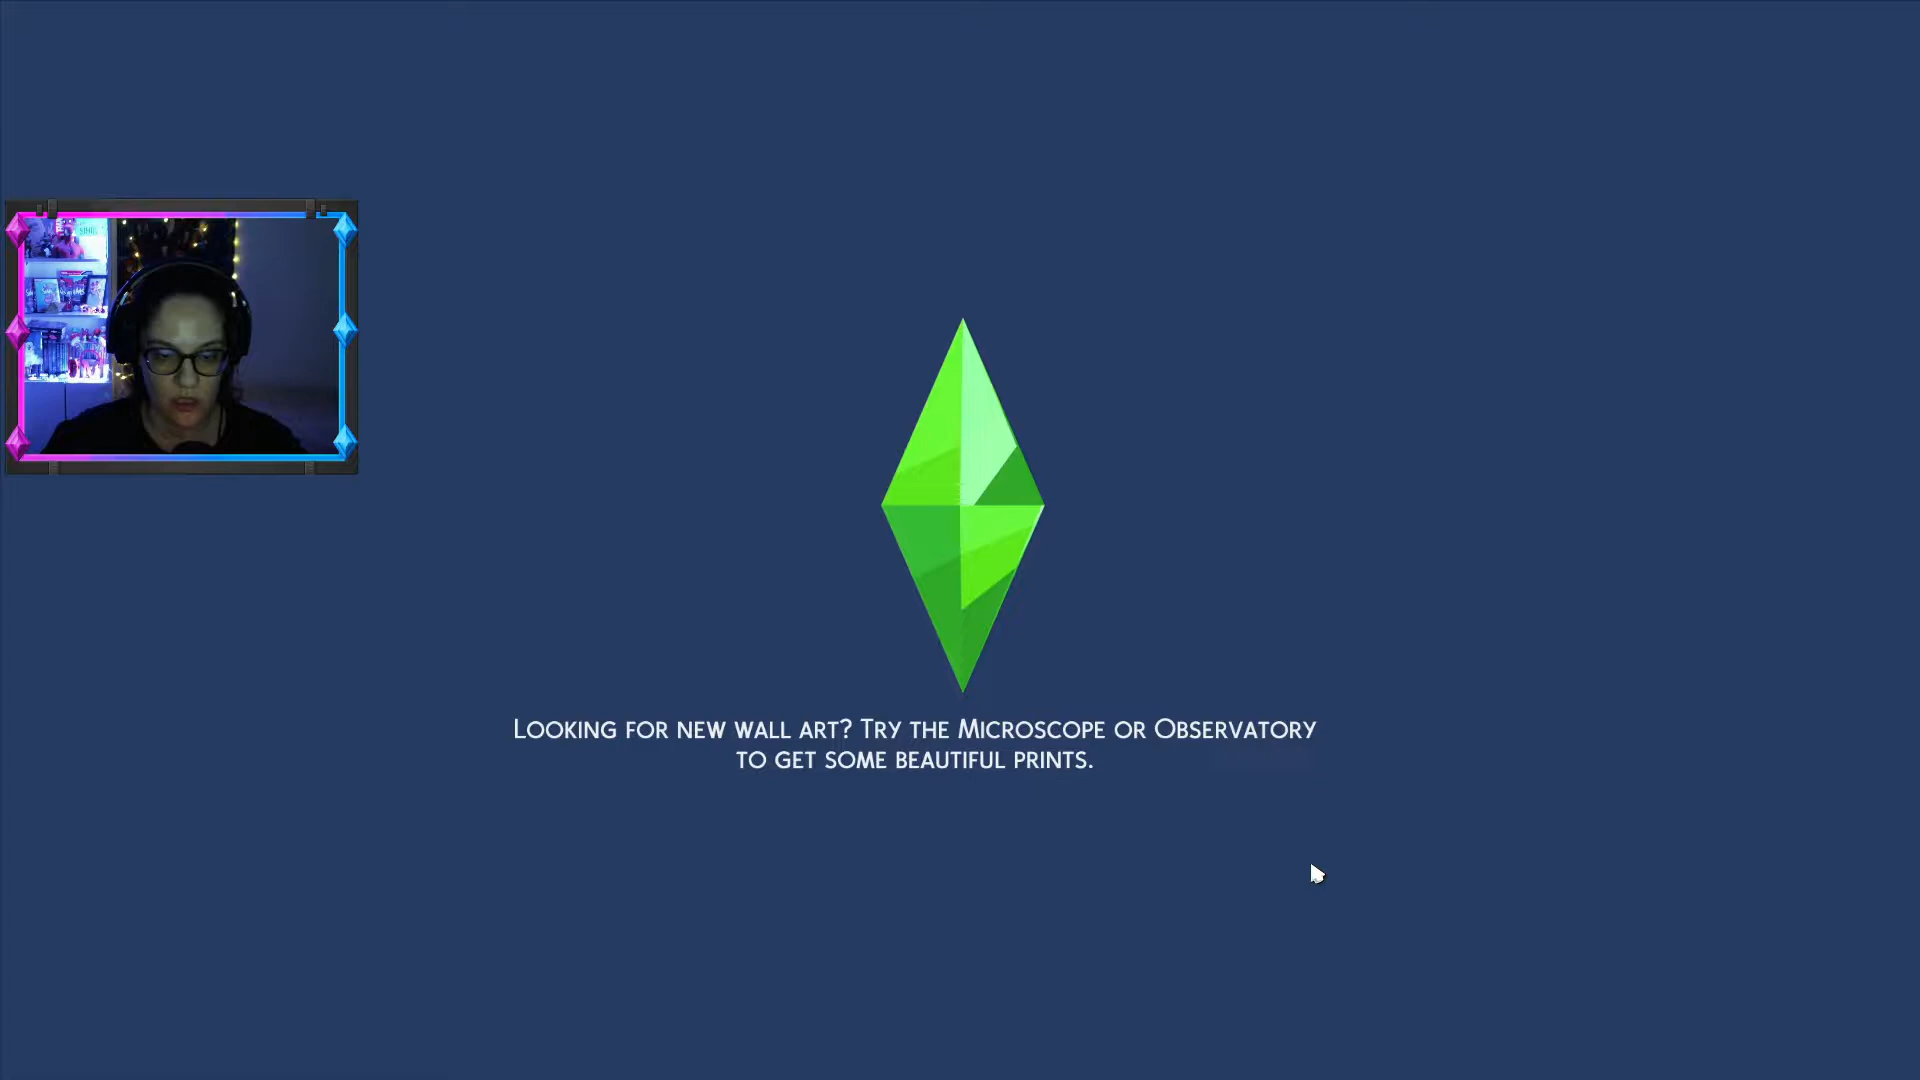 Looking for new wall art? Try the Microscope or Observatory
to get some beautiful prints.